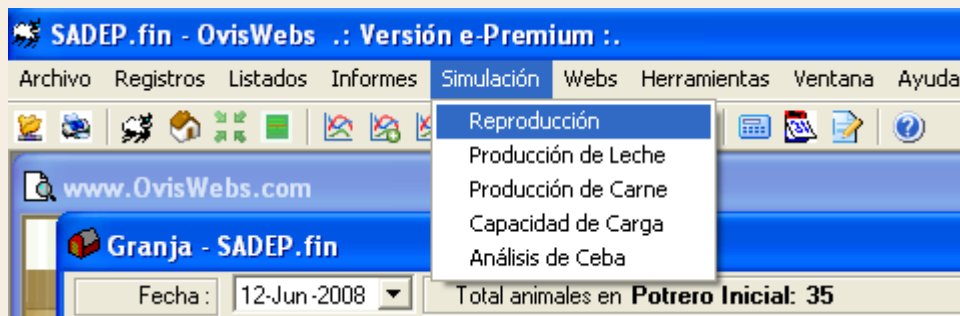 SADEP.fin - OvisWebs .: Versión e-Premium :.
Archivo Registros Listados Informes Simulación Webs Herramientas Ventana Ayuda
Reproducción
Producción de Leche
Producción de Carne
Capacidad de Carga
Análisis de Ceba
www.OvisWebs.com
Granja - SADEP.fin
Fecha : 12-Jun-2008 Total animales en Potrero Inicial: 35